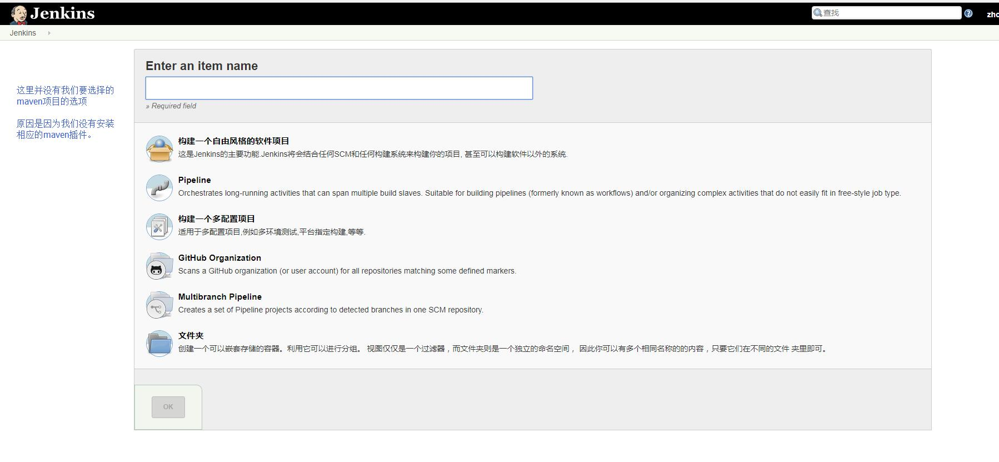 Jenkins
查找
zho
Jenkins
Enter an item name
» Required field
这里并没有我们要选择的
maven项目的选项
原因是因为我们没有安装
相应的maven插件。
构建一个自由风格的软件项目
这是Jenkins的主要功能.Jenkins将会结合任何SCM和任何构建系统来构建你的项目, 甚至可以构建软件以外的系统.
Pipeline
Orchestrates long-running activities that can span multiple build slaves. Suitable for building pipelines (formerly known as workflows) and/or organizing complex activities that do not easily fit in free-style job type.
构建一个多配置项目
适用于多配置项目,例如多环境测试,平台指定构建,等等.
GitHub Organization
Scans a GitHub organization (or user account) for all repositories matching some defined markers.
Multibranch Pipeline
Creates a set of Pipeline projects according to detected branches in one SCM repository.
文件夹
创建一个可以嵌套存储的容器。利用它可以进行分组。 视图仅仅是一个过滤器，而文件夹则是一个独立的命名空间， 因此你可以有多个相同名称的的内容，只要它们在不同的文件 夹里即可。
OK